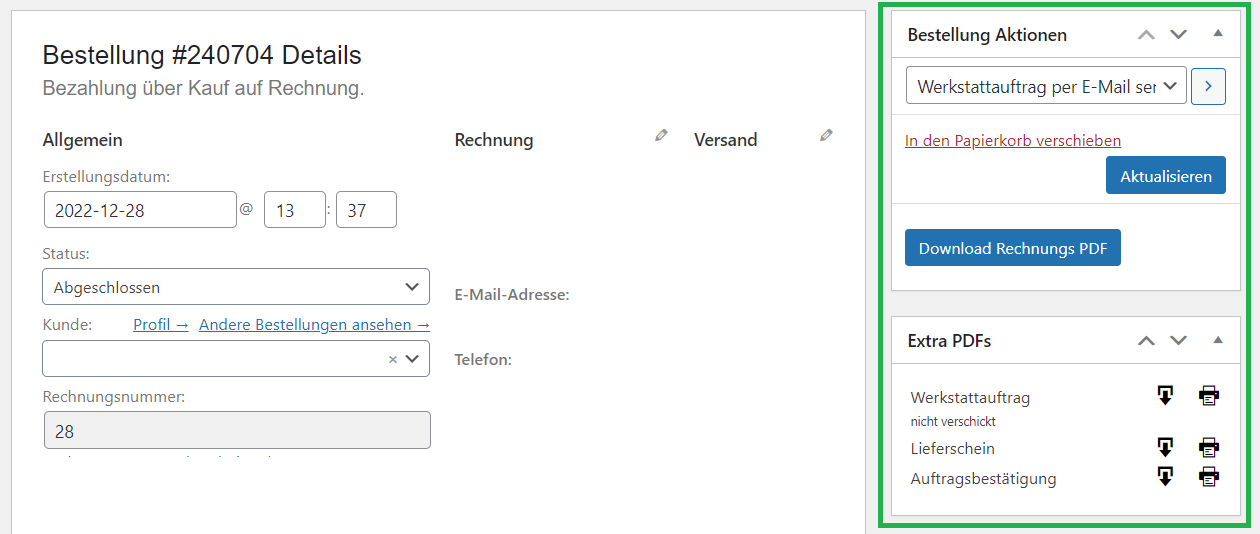 Bestellung #240704 Details
Bezahlung über Kauf auf Rechnung.
Allgemein
Erstellungsdatum:
2022-12-28 @ 13 : 37
Status:
Abgeschlossen
Kunde: Profil → Andere Bestellungen ansehen →
×
Rechnungsnummer:
28
Rechnung
E-Mail-Adresse:
Telefon:
Versand
Bestellung Aktionen
Werkstattauftrag per E-Mail ser
In den Papierkorb verschieben
Aktualisieren
Download Rechnungs PDF
Extra PDFs
Werkstattauftrag
nicht verschickt
Lieferschein
Auftragsbestätigung